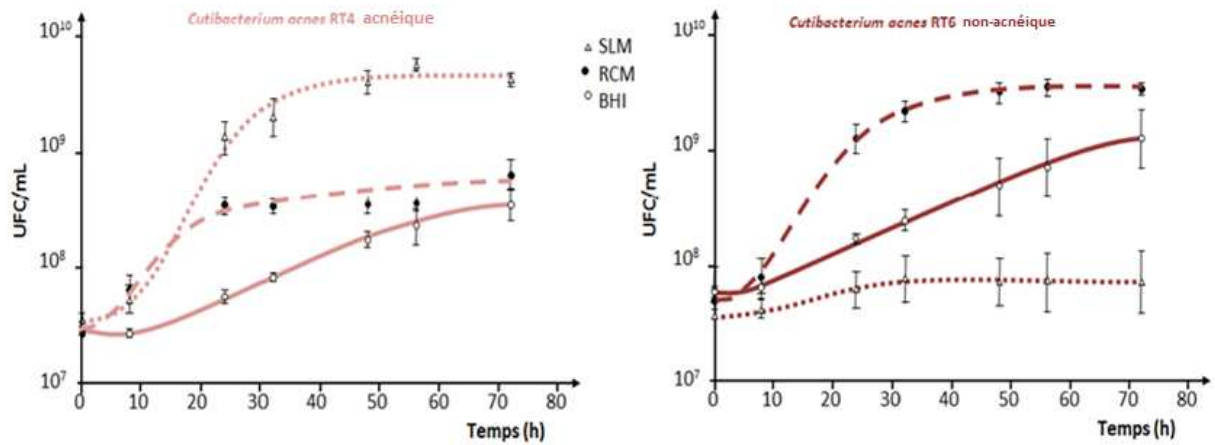 Cutibacterium acnes RT4 acnéique
10¹⁰
10⁹
10⁸
10⁷
UFC/mL
0 10 20 30 40 50 60 70 80
Temps (h)
SLM
RCM
BHI
Cutibacterium acnes RT6 non-acnéique
10¹⁰
10⁹
10⁸
10⁷
UFC/mL
0 10 20 30 40 50 60 70 80
Temps (h)